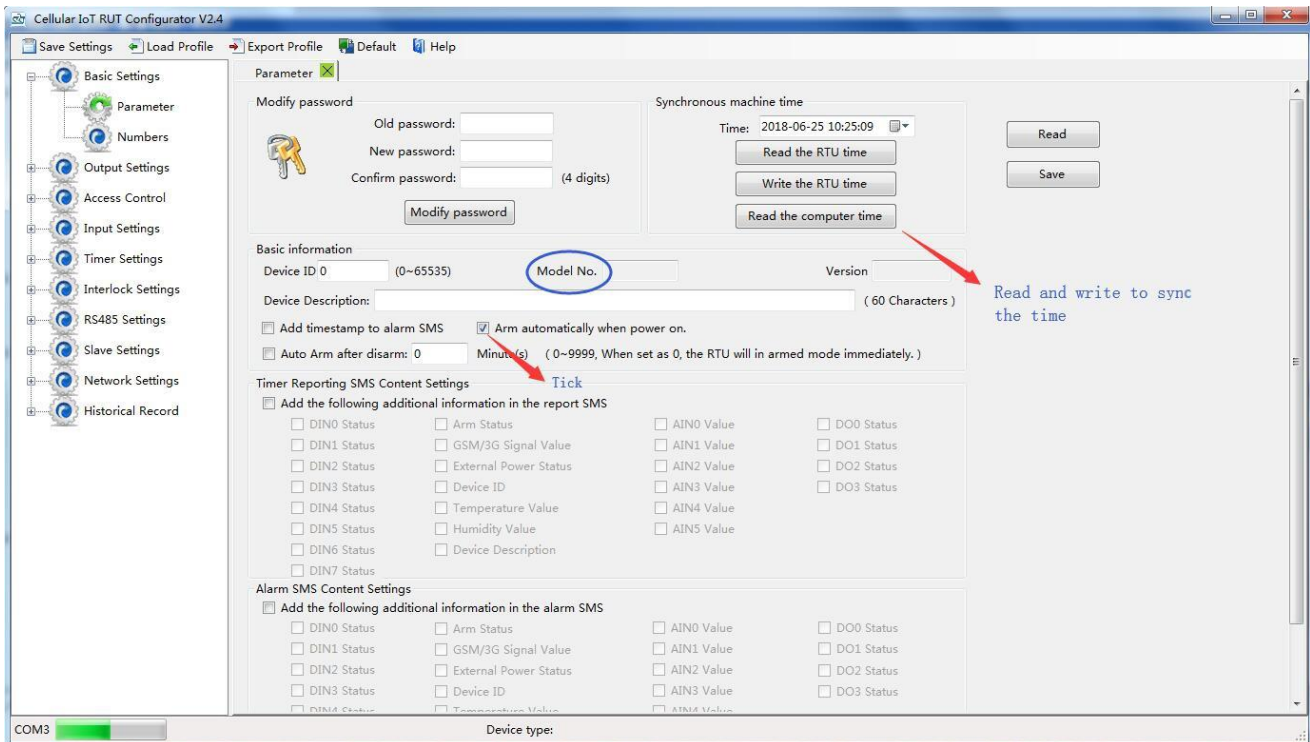 Cellular IoT RUT Configurator V2.4
Save Settings Load Profile Export Profile Default Help
Basic Settings
Parameter
Numbers
Output Settings
Access Control
Input Settings
Timer Settings
Interlock Settings
RS485 Settings
Slave Settings
Network Settings
Historical Record
Parameter
Modify password
Old password:
New password:
Confirm password: (4 digits)
Modify password
Synchronous machine time
Time: 2018-06-25 10:25:09
Read the RTU time
Write the RTU time
Read the computer time
Read
Save
Read and write to sync
the time
Basic information
Device ID 0 (0~65535) Model No. Version
Device Description: ( 60 Characters )
Add timestamp to alarm SMS Arm automatically when power on.
Auto Arm after disarm: 0 Minute(s) ( 0~9999, When set as 0, the RTU will in armed mode immediately. )
Tick
Timer Reporting SMS Content Settings
Add the following additional information in the report SMS
DIN0 Status Arm Status AIN0 Value DO0 Status
DIN1 Status GSM/3G Signal Value AIN1 Value DO1 Status
DIN2 Status External Power Status AIN2 Value DO2 Status
DIN3 Status Device ID AIN3 Value DO3 Status
DIN4 Status Temperature Value AIN4 Value
DIN5 Status Humidity Value AIN5 Value
DIN6 Status Device Description
DIN7 Status
Alarm SMS Content Settings
Add the following additional information in the alarm SMS
DIN0 Status Arm Status AIN0 Value DO0 Status
DIN1 Status GSM/3G Signal Value AIN1 Value DO1 Status
DIN2 Status External Power Status AIN2 Value DO2 Status
DIN3 Status Device ID AIN3 Value DO3 Status
DIN4 Status Temperature Value AIN4 Value
COM3 Device type: